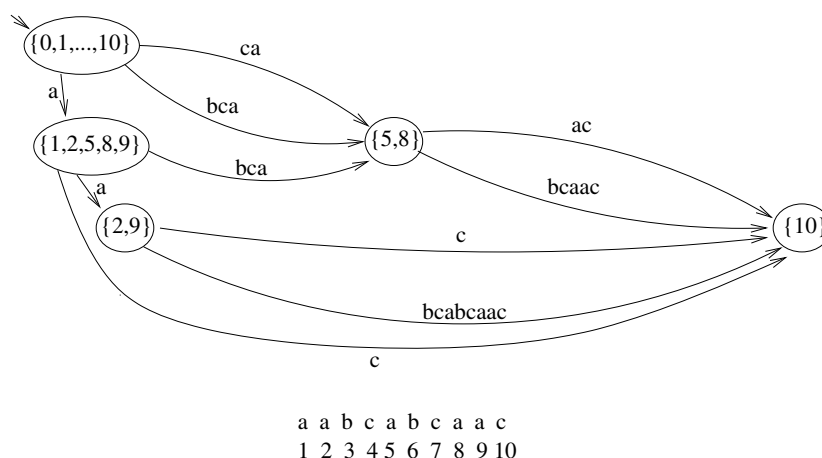 {0,1,...,10}
ca
a
bca
{1,2,5,8,9}
{5,8}
ac
bca
a
bcaac
{2,9}
c
{10}
bcabcaac
c
a a b c a b c a a c
1 2 3 4 5 6 7 8 9 10